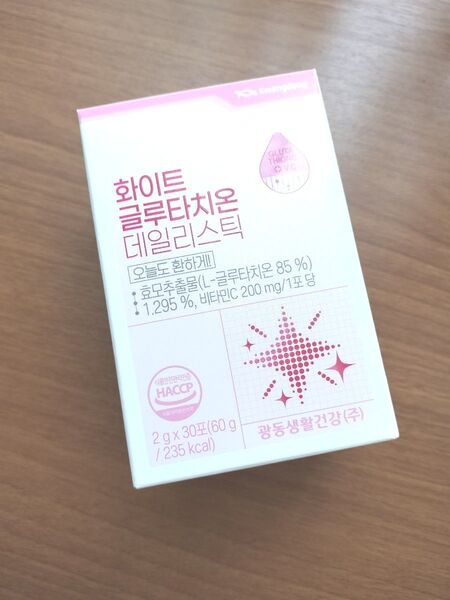 Kwangdong
GLUTA
THIONE
+ V.C
화이트
글루타치온
데일리스틱
오늘도 환하게!
효모추출물(L-글루타치온 85 %)
1.295 %, 비타민C 200 mg/1포 당
HACCP
2 g x 30포(60 g
/ 235 kcal)
광동생활건강(주)